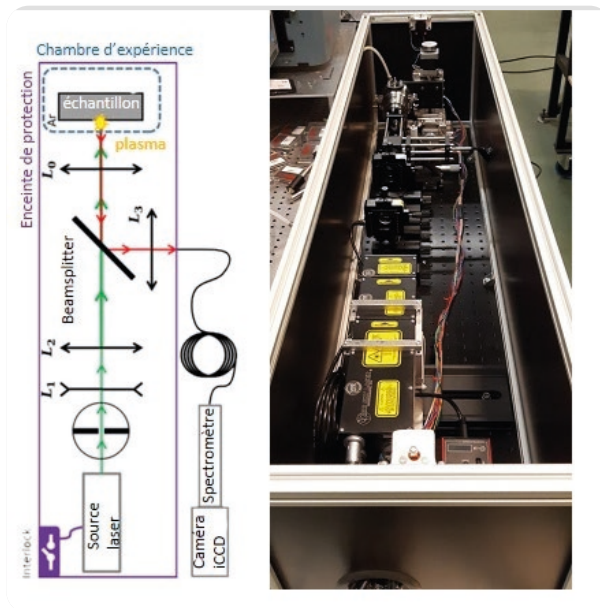 Chambre d'expérience
Enceinte de protection
échantillon
Ar
plasma
L₀
L₃
Beamsplitter
L₂
L₁
Interlock
Source
laser
Spectromètre
Caméra
iCCD